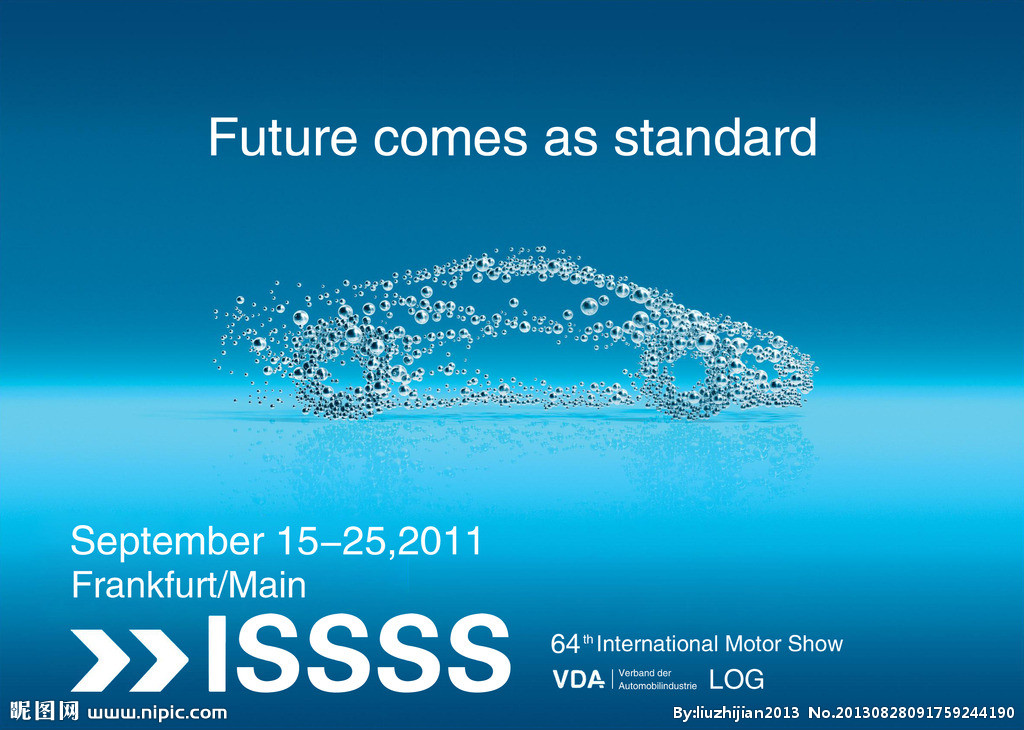 Future comes as standard
September 15-25,2011
Frankfurt/Main
ISSSS
64th International Motor Show
VDA Verband der
Automobilindustrie LOG
昵图网 www.nipic.com
By:liuzhijian2013 No.20130828091759244190